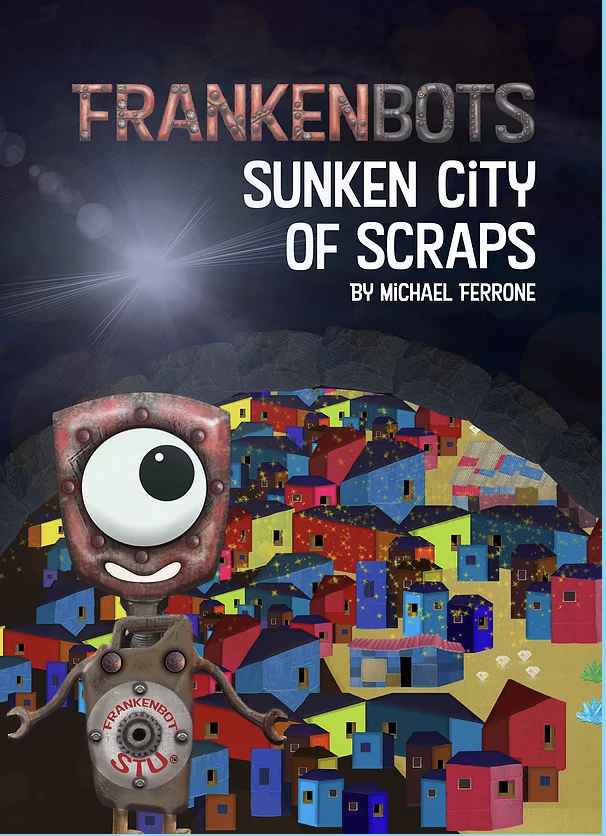 FRANKENBOTS
SUNKEN CiTY
OF SCRAPS
BY MiCHAEL FERRONE
FRANKENBOT
STU®